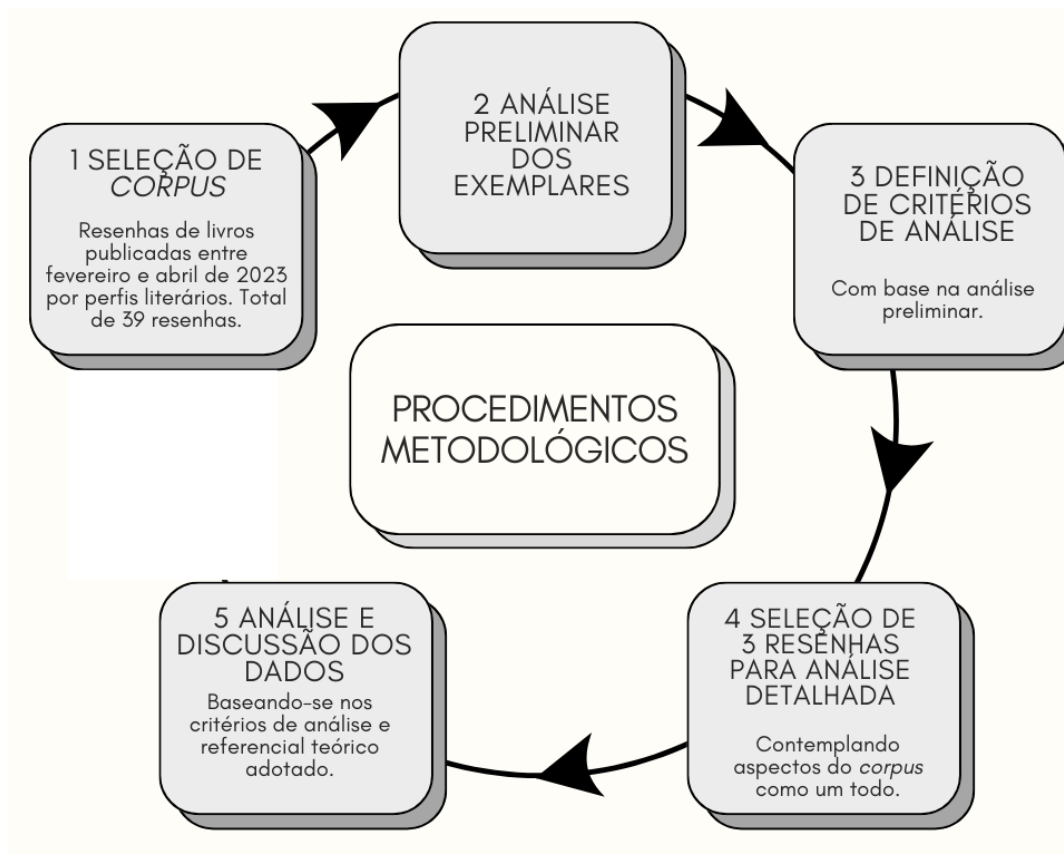 1 SELEÇÃO DE
CORPUS
Resenhas de livros
publicadas entre
fevereiro e abril de 2023
por perfis literários. Total
de 39 resenhas.
2 ANÁLISE
PRELIMINAR
DOS
EXEMPLARES
3 DEFINIÇÃO
DE CRITÉRIOS
DE ANÁLISE
Com base na análise
preliminar.
PROCEDIMENTOS
METODOLÓGICOS
4 SELEÇÃO DE
3 RESENHAS
PARA ANÁLISE
DETALHADA
Contemplando
aspectos do corpus
como um todo.
5 ANÁLISE E
DISCUSSÃO DOS
DADOS
Baseando-se nos
critérios de análise e
referencial teórico
adotado.